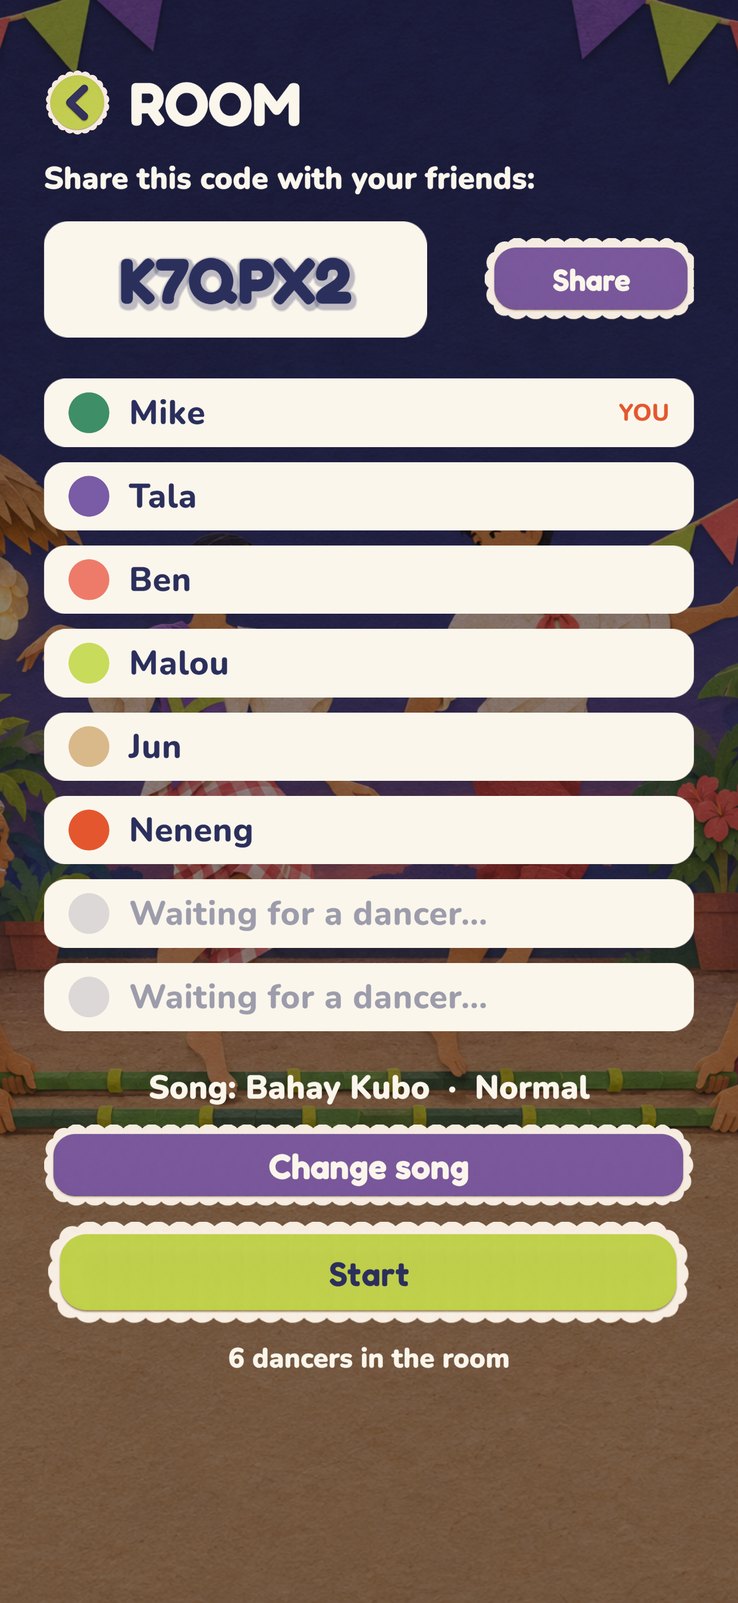 ROOM
Share this code with your friends:
K7QPX2
Share
Mike
YOU
Tala
Ben
Malou
Jun
Neneng
Waiting for a dancer...
Waiting for a dancer...
Song: Bahay Kubo · Normal
Change song
Start
6 dancers in the room